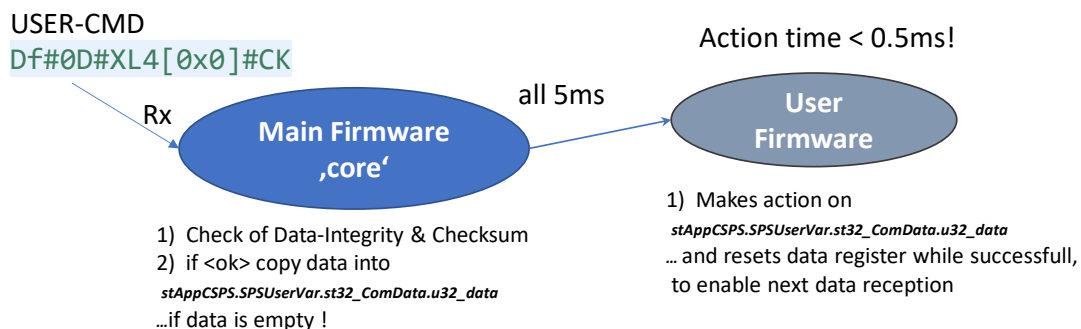 USER-CMD
Df#0D#XL4[0x0]#CK
Rx
Main Firmware
‚core‘
all 5ms
Action time < 0.5ms!
User
Firmware
1) Check of Data-Integrity & Checksum
2) if <ok> copy data into
stAppCSPS.SPSUserVar.st32_ComData.u32_data
…if data is empty !
1) Makes action on
stAppCSPS.SPSUserVar.st32_ComData.u32_data
… and resets data register while successfull,
to enable next data reception